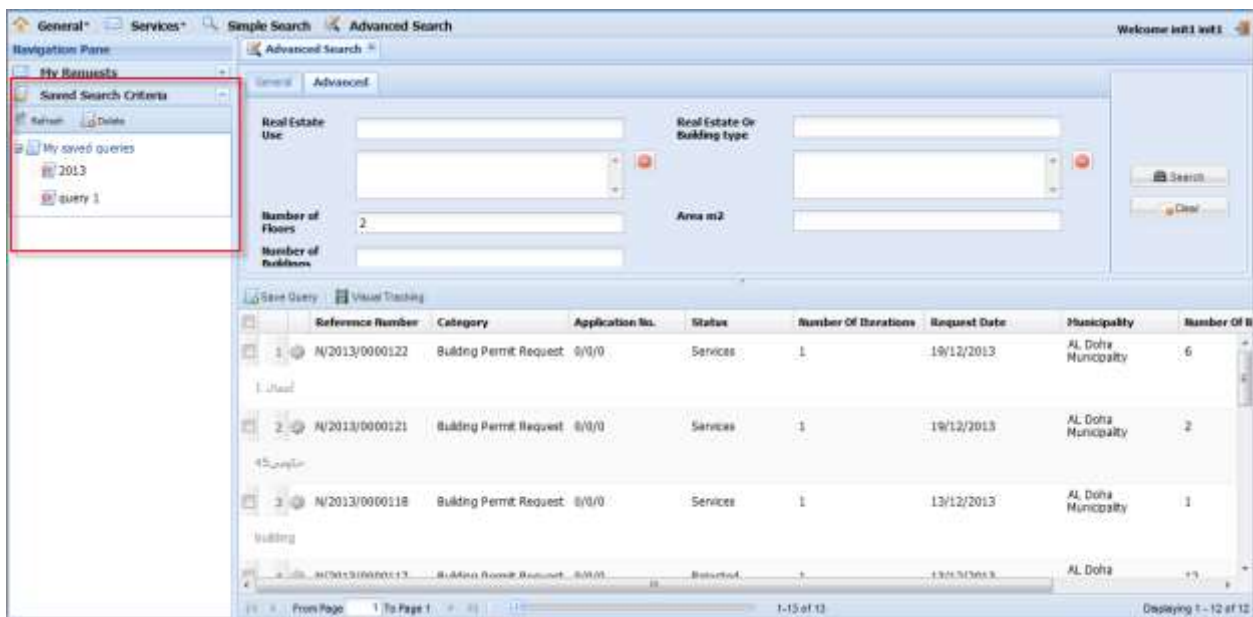 General Services Simple Search Advanced Search
Welcome init1 init1
Navigation Pane
Advanced Search
My Requests
Saved Search Criteria
General Advanced
Refresh Delete
My saved queries
2013
query 1
Real Estate Use
Real Estate Or Building type
Search
Clear
Number of Floors 2
Area m2
Number of Buildings
Save Query Visual Tracking
Reference Number Category Application No. Status Number Of Iterations Request Date Municipality Number Of
1 N/2013/0000122 Building Permit Request 0/0/0 Services 1 19/12/2013 AL Doha Municipality 6
2 N/2013/0000121 Building Permit Request 0/0/0 Services 1 19/12/2013 AL Doha Municipality 2
3 N/2013/0000118 Building Permit Request 0/0/0 Services 1 13/12/2013 AL Doha Municipality 1
building
AL Doha
From Page 1 To Page 1
Displaying 1 - 12 of 12